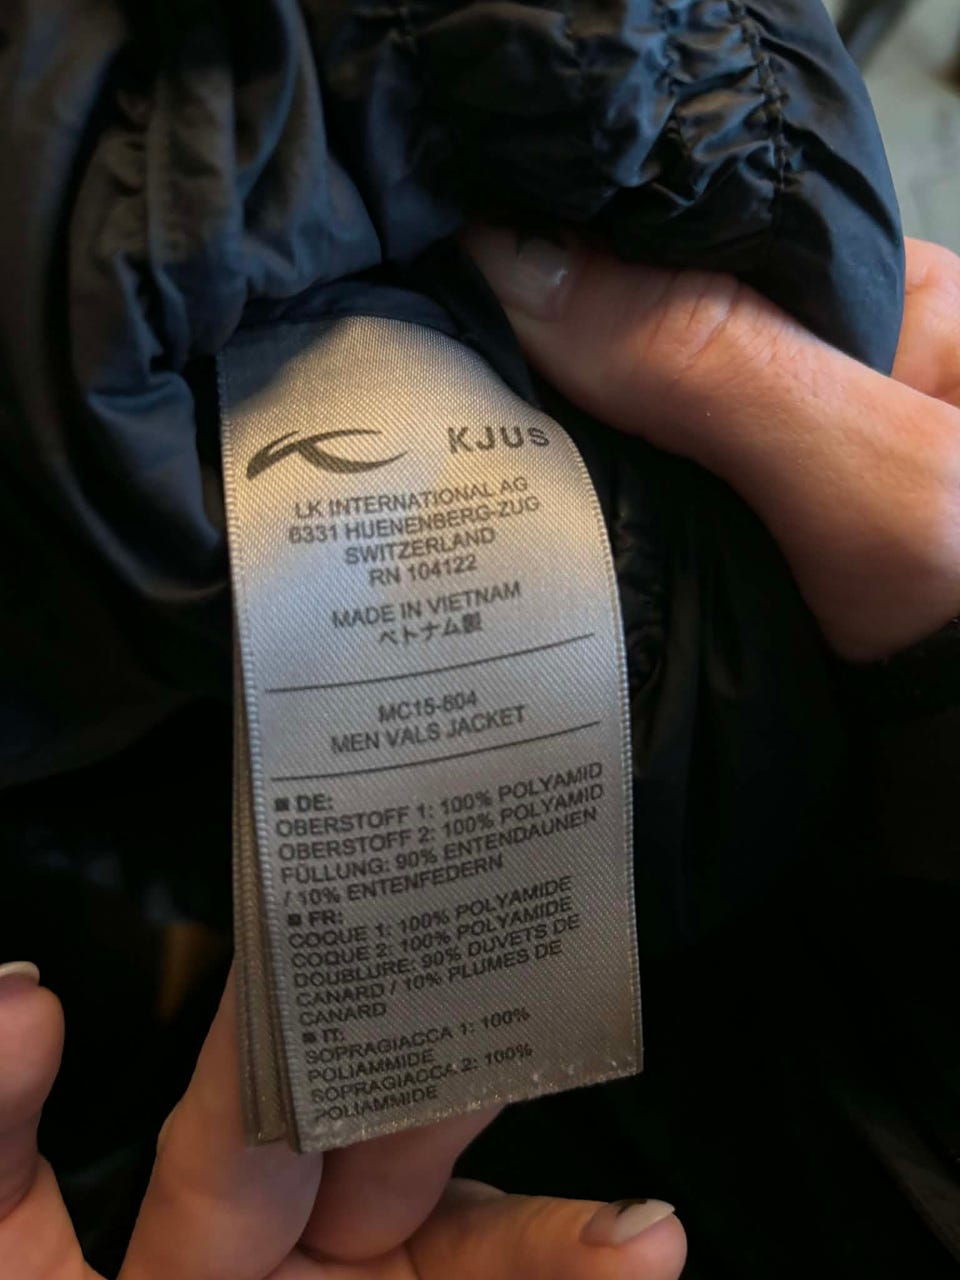 KJUS
LK INTERNATIONAL AG
6331 HUENENBERG-ZUG
SWITZERLAND
RN 104122
MADE IN VIETNAM
ベトナム製
MC15-604
MEN VALS JACKET
■ DE:
OBERSTOFF 1: 100% POLYAMID
OBERSTOFF 2: 100% POLYAMID
FÜLLUNG: 90% ENTENDAUNEN
/ 10% ENTENFEDERN
■ FR:
COQUE 1: 100% POLYAMIDE
COQUE 2: 100% POLYAMIDE
DOUBLURE: 90% DUVETS DE
CANARD / 10% PLUMES DE
CANARD
■ IT:
SOPRAGIACCA 1: 100%
POLIAMMIDE
SOPRAGIACCA 2: 100%
POLIAMMIDE